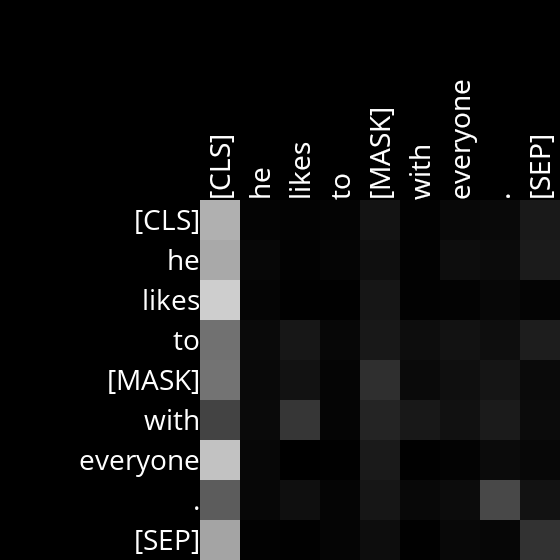 [CLS]
he
likes
to
[MASK]
with
everyone
.
[SEP]
[CLS]
he
likes
to
[MASK]
with
everyone
.
[SEP]